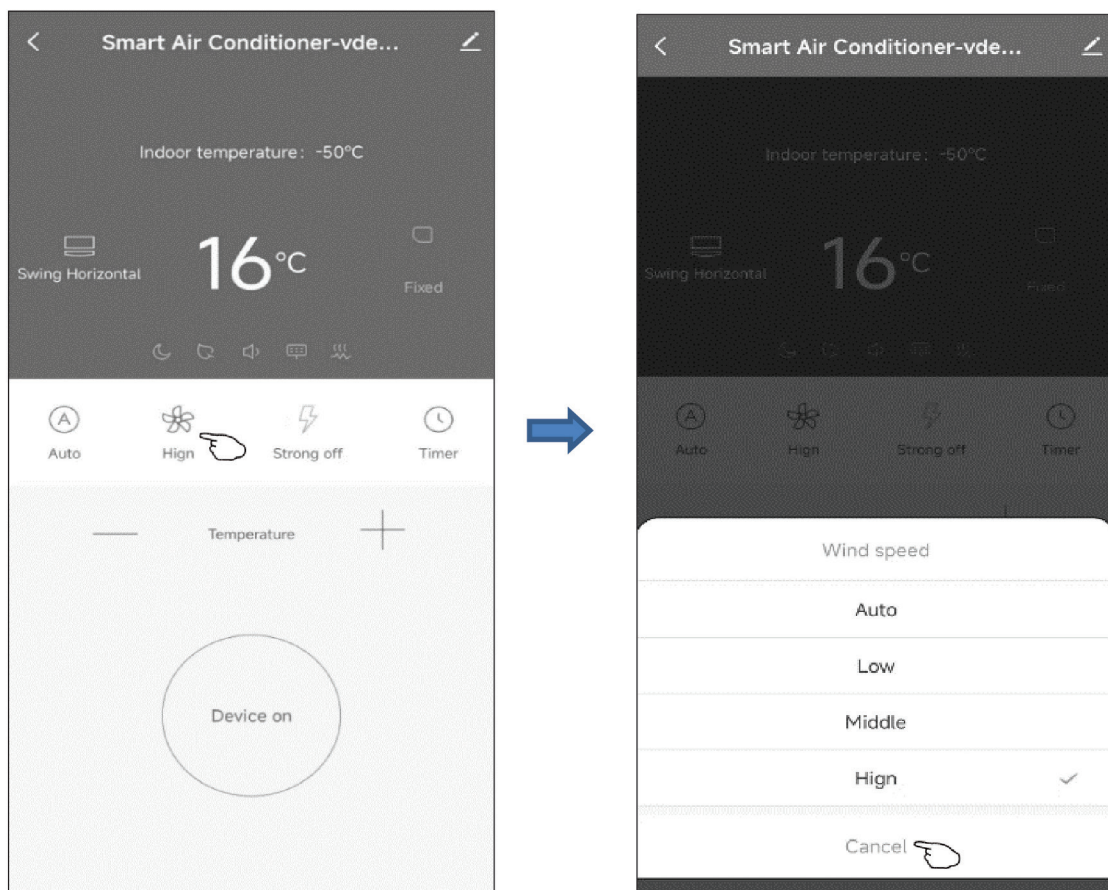 Smart Air Conditioner-vde...
Indoor temperature: -50°C
16°C
Swing Horizontal
Fixed
A
Auto
Hign
Strong off
Timer
Temperature
Device on
Smart Air Conditioner-vde...
Indoor temperature: -50°C
16°C
Swing Horizontal
Fixed
A
Auto
Hign
Strong off
Timer
Wind speed
Auto
Low
Middle
Hign
Cancel